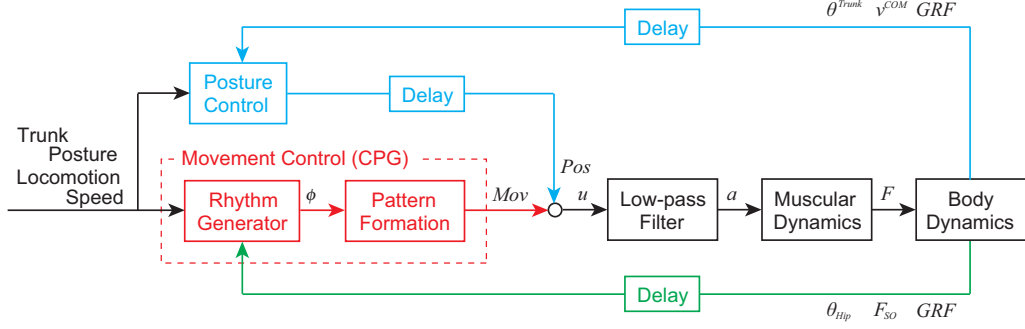 θ^Trunk v^COM GRF
Delay
Posture
Control
Delay
Trunk
Posture
Locomotion
Speed
Movement Control (CPG)
Pos
Rhythm
Generator
ϕ
Pattern
Formation
Mov
u
Low-pass
Filter
a
Muscular
Dynamics
F
Body
Dynamics
Delay
θ_Hip F_SO GRF